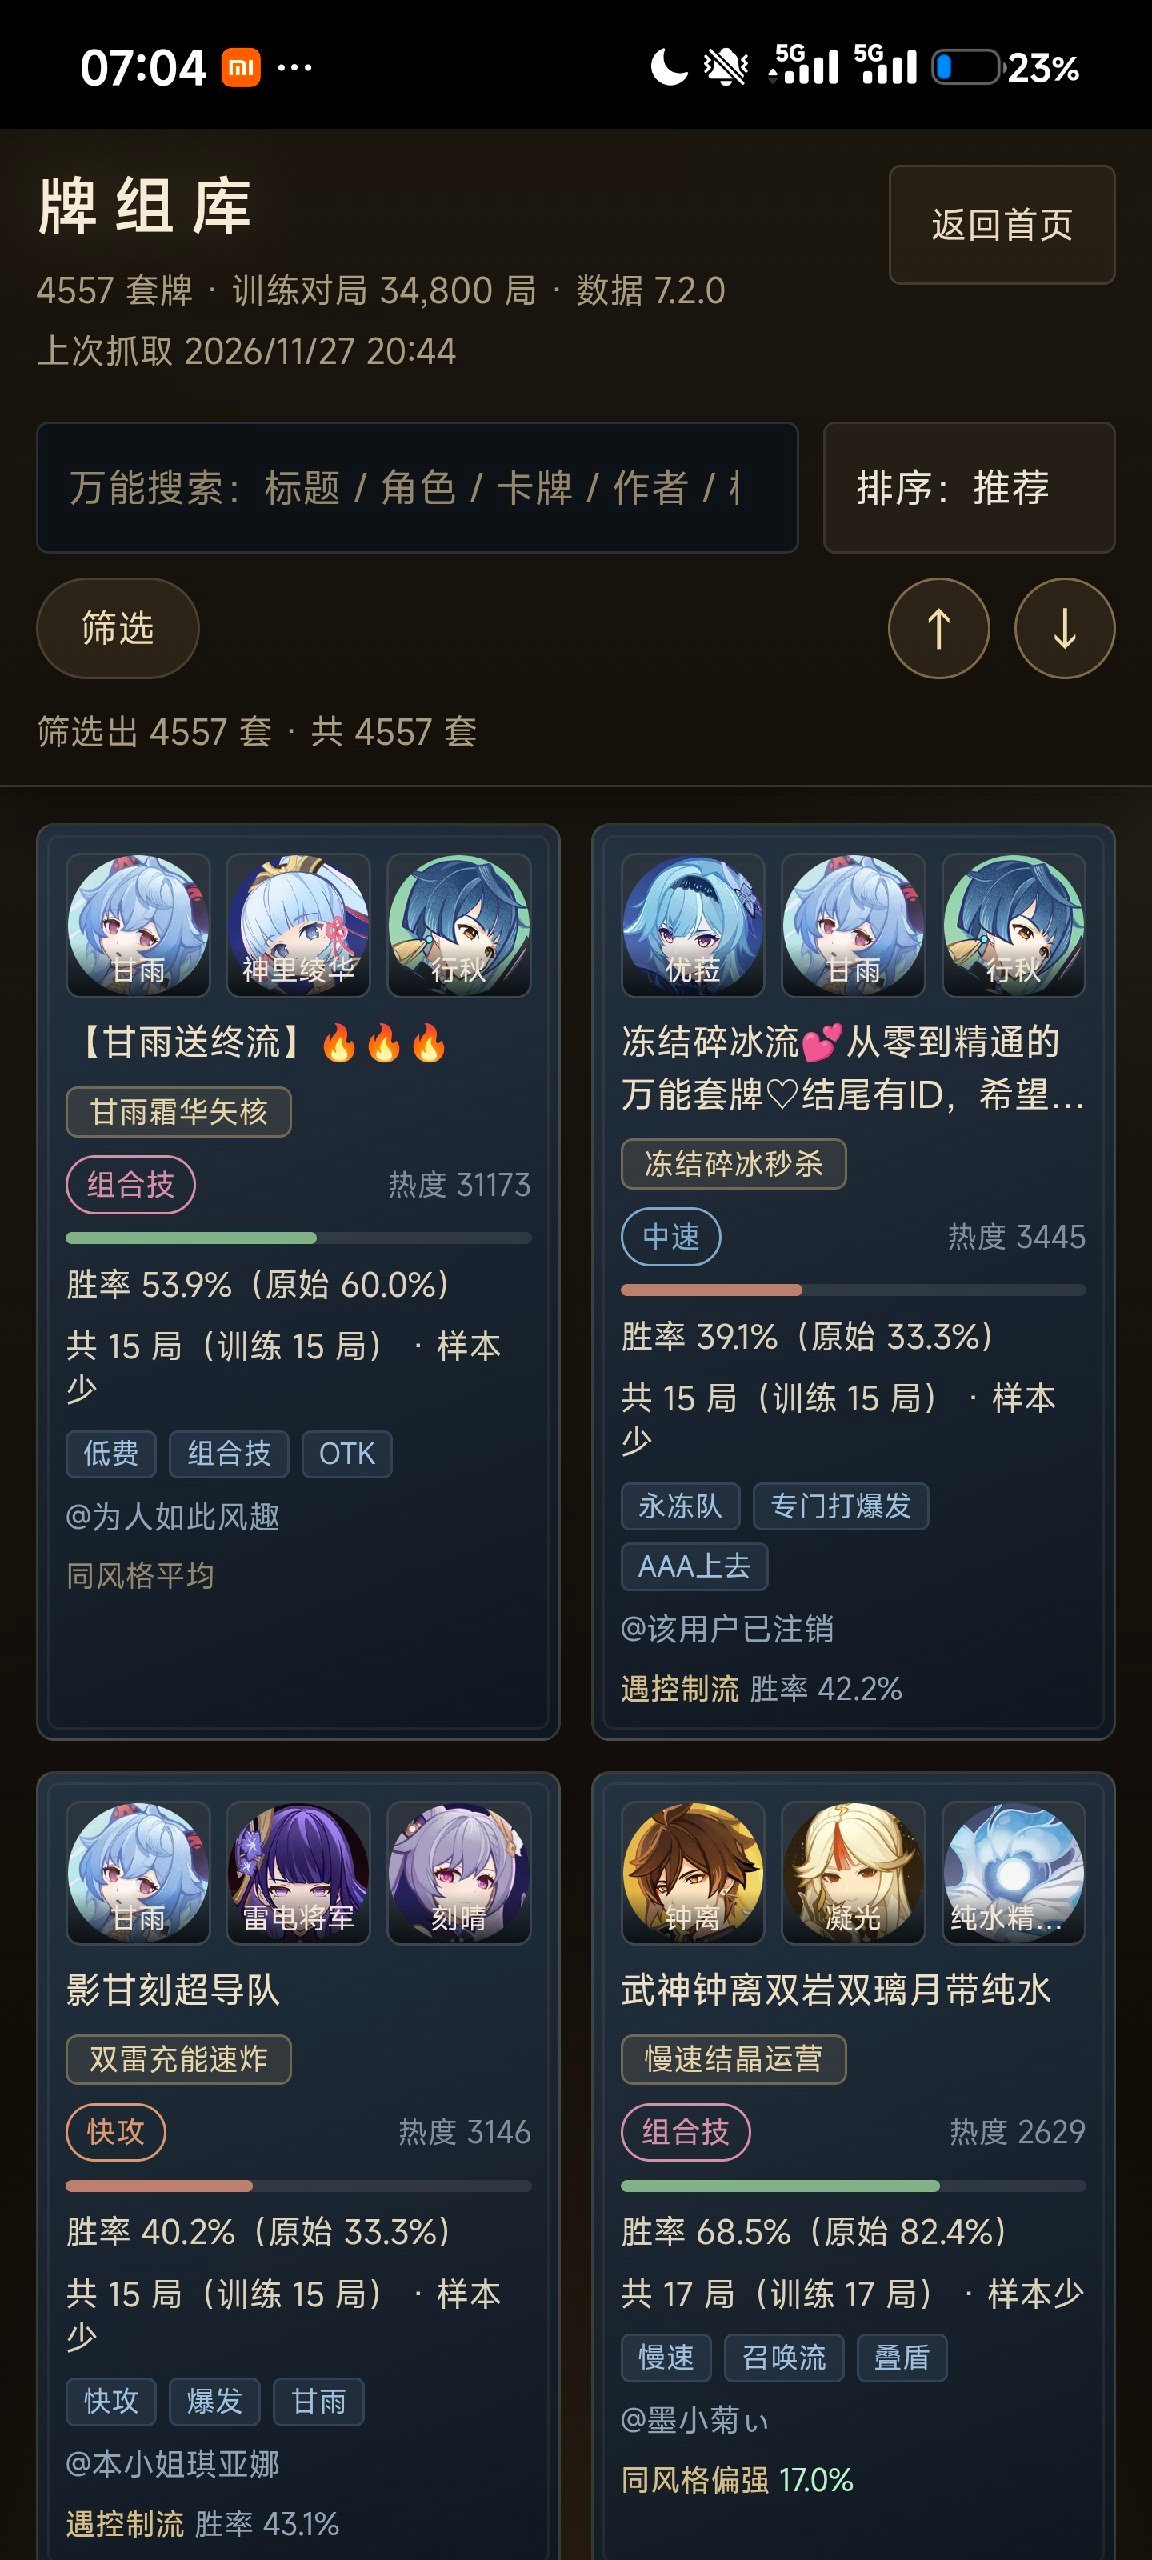 07:04
5G 5G 23%
牌组库
返回首页
4557 套牌 · 训练对局 34,800 局 · 数据 7.2.0
上次抓取 2026/11/27 20:44
万能搜索：标题 / 角色 / 卡牌 / 作者 /
排序：推荐
筛选
↑ ↓
筛选出 4557 套 · 共 4557 套
甘雨 神里绫华 行秋
【甘雨送终流】🔥🔥🔥
甘雨霜华矢核
组合技 热度 31173
胜率 53.9%（原始 60.0%）
共 15 局（训练 15 局） · 样本
少
低费 组合技 OTK
@为人如此风趣
同风格平均
优菈 甘雨 行秋
冻结碎冰流💕从零到精通的
万能套牌♡结尾有ID，希望...
冻结碎冰秒杀
中速 热度 3445
胜率 39.1%（原始 33.3%）
共 15 局（训练 15 局） · 样本
少
永冻队 专门打爆发
AAA上去
@该用户已注销
遇控制流 胜率 42.2%
甘雨 雷电将军 刻晴
影甘刻超导队
双雷充能速炸
快攻 热度 3146
胜率 40.2%（原始 33.3%）
共 15 局（训练 15 局） · 样本
少
快攻 爆发 甘雨
@本小姐琪亚娜
遇控制流 胜率 43.1%
钟离 凝光 纯水精...
武神钟离双岩双璃月带纯水
慢速结晶运营
组合技 热度 2629
胜率 68.5%（原始 82.4%）
共 17 局（训练 17 局） · 样本少
慢速 召唤流 叠盾
@墨小菊ぃ
同风格偏强 17.0%